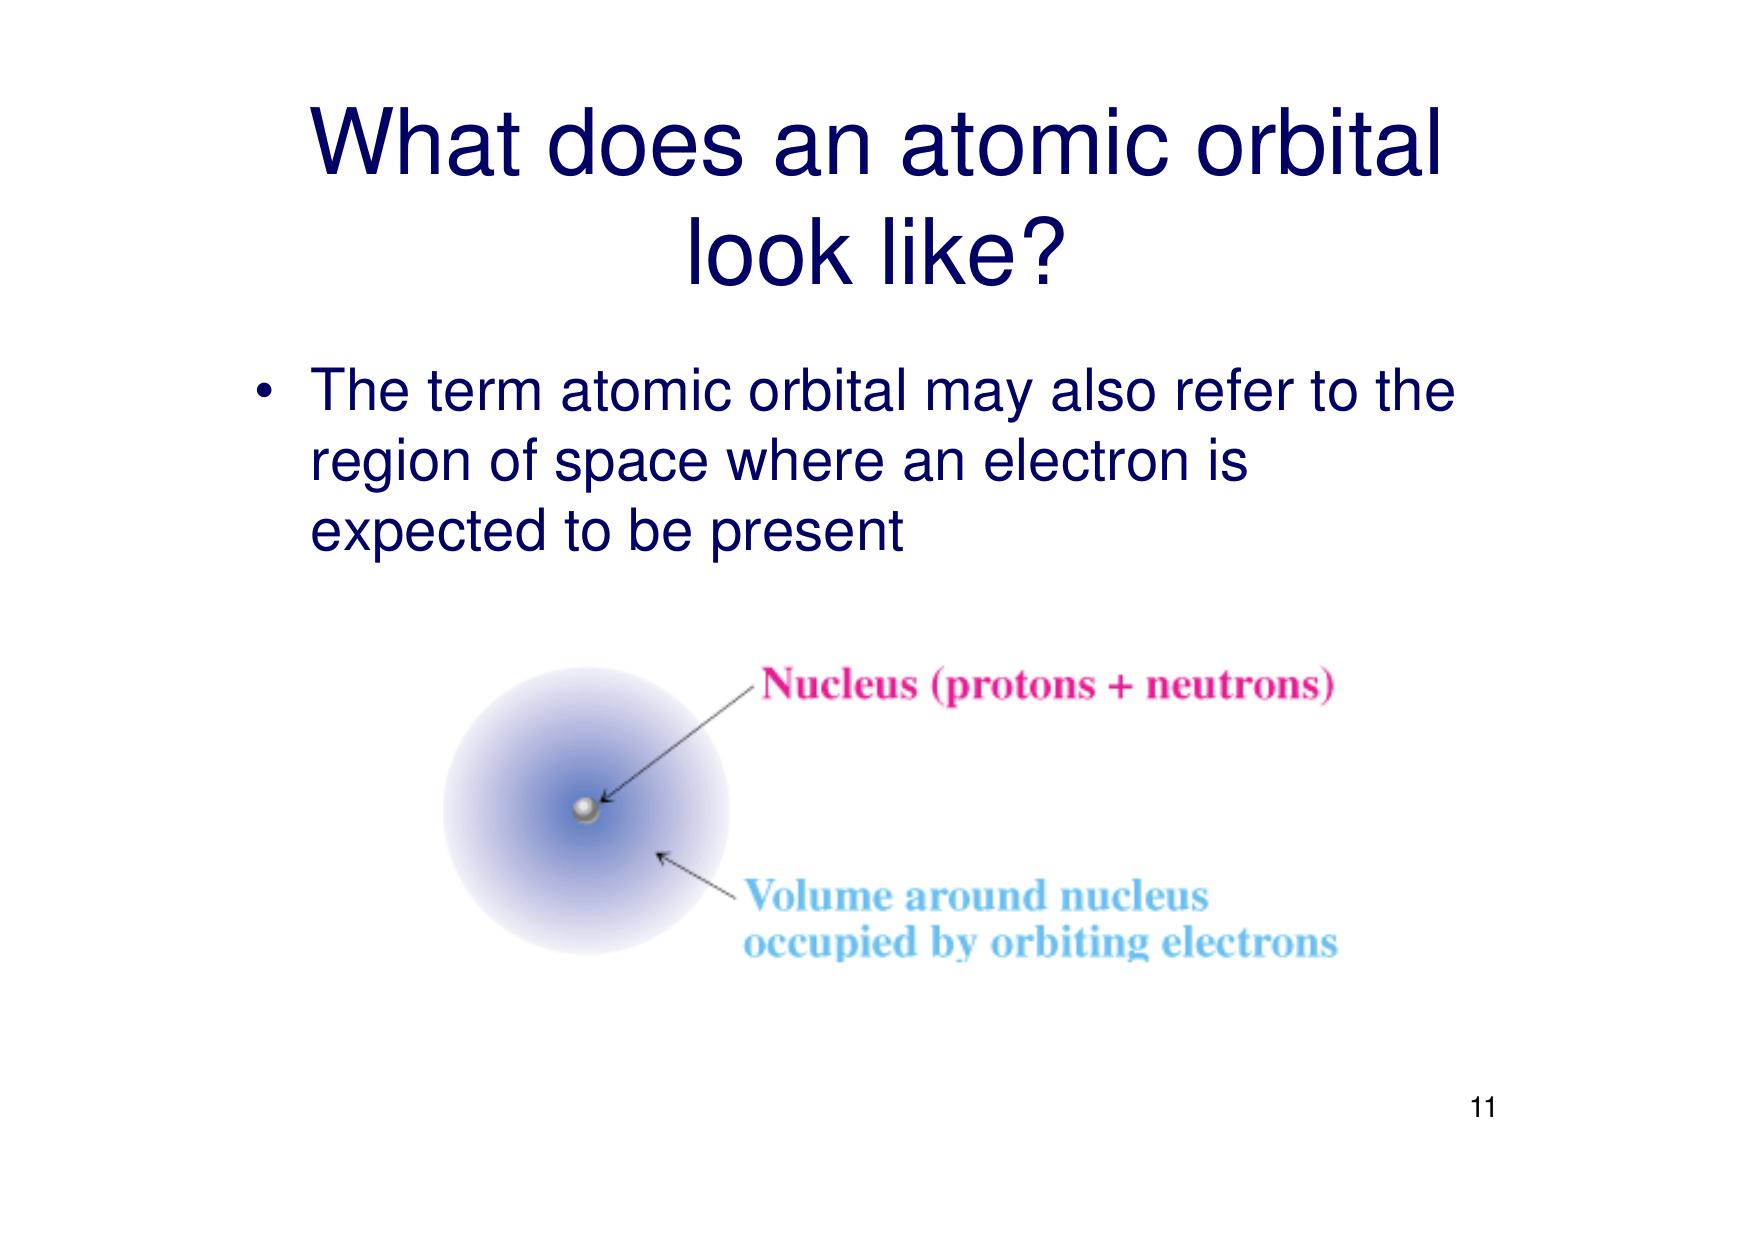 What does an atomic orbital
look like?
• The term atomic orbital may also refer to the
region of space where an electron is
expected to be present
Nucleus (protons + neutrons)
Volume around nucleus
occupied by orbiting electrons
11